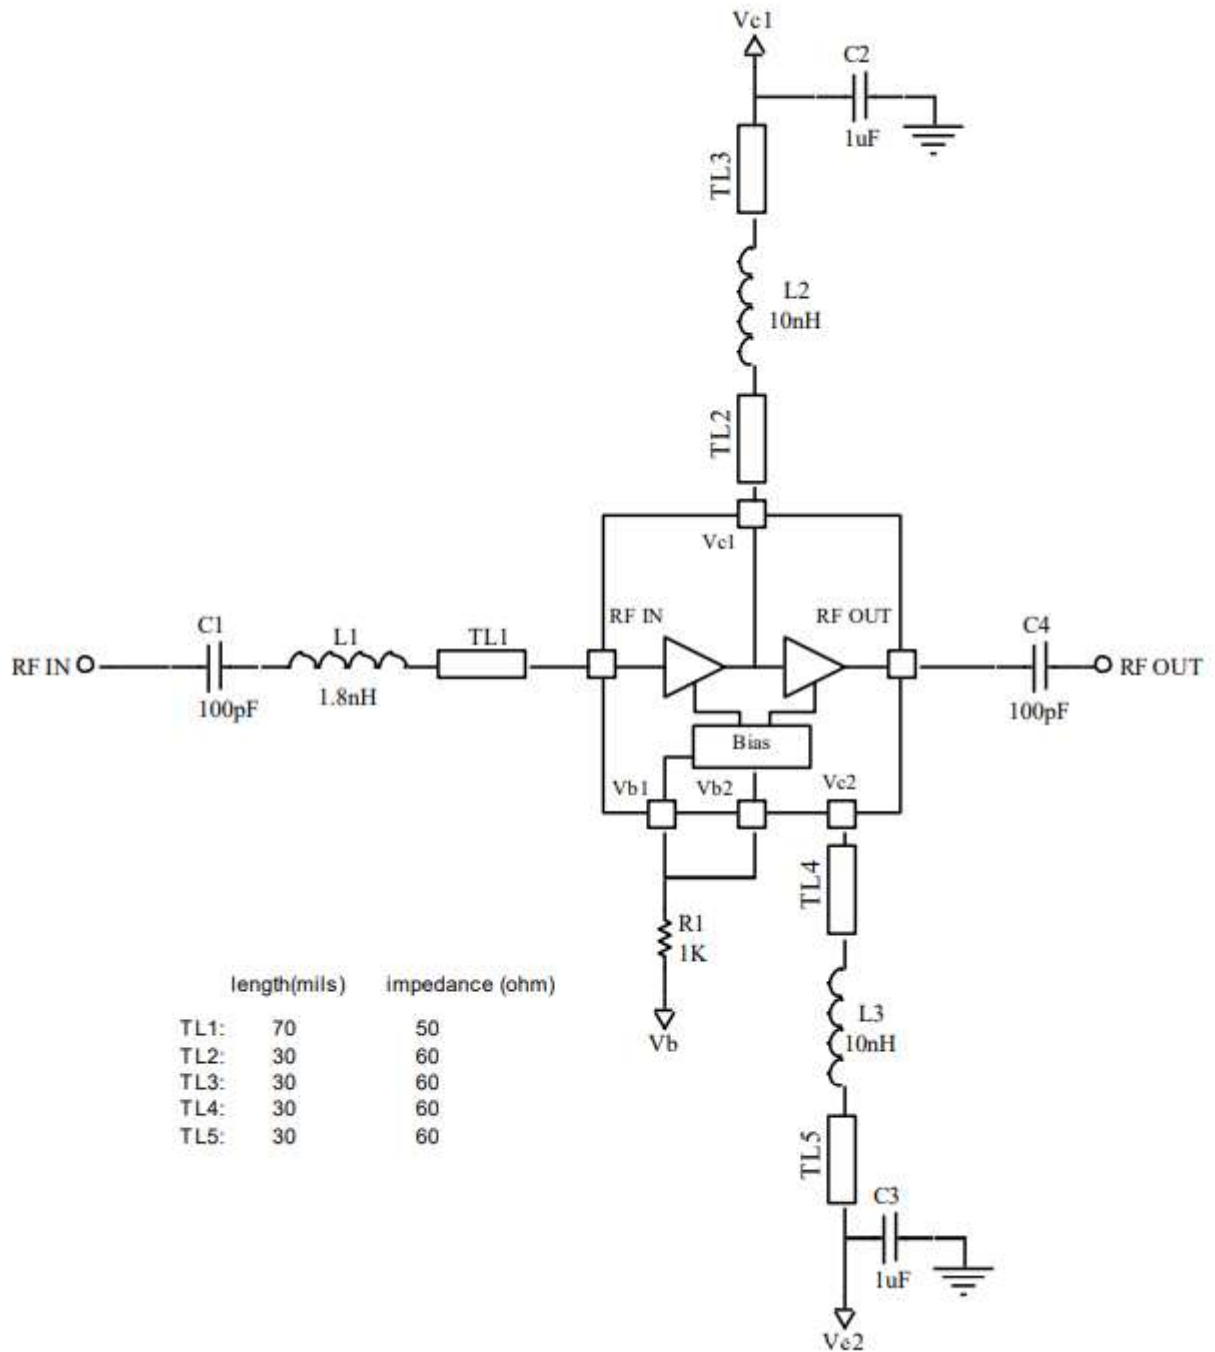 Vc1
C2
1uF
TL3
L2
10nH
TL2
Vc1
RF IN
C1
100pF
L1
1.8nH
TL1
RF IN
RF OUT
C4
100pF
RF OUT
Bias
Vb1
Vb2
Vc2
TL4
R1
1K
Vb
L3
10nH
TL5
C3
1uF
Vc2
length(mils) impedance (ohm)
TL1: 70 50
TL2: 30 60
TL3: 30 60
TL4: 30 60
TL5: 30 60